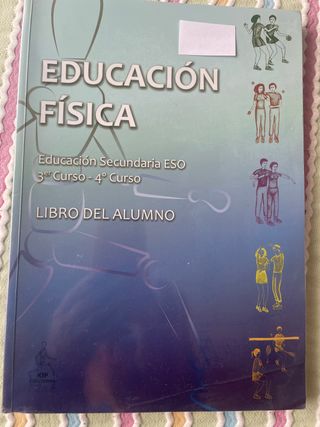 EDUCACIÓN
FÍSICA
Educación Secundaria ESO
3er Curso - 4º Curso
LIBRO DEL ALUMNO